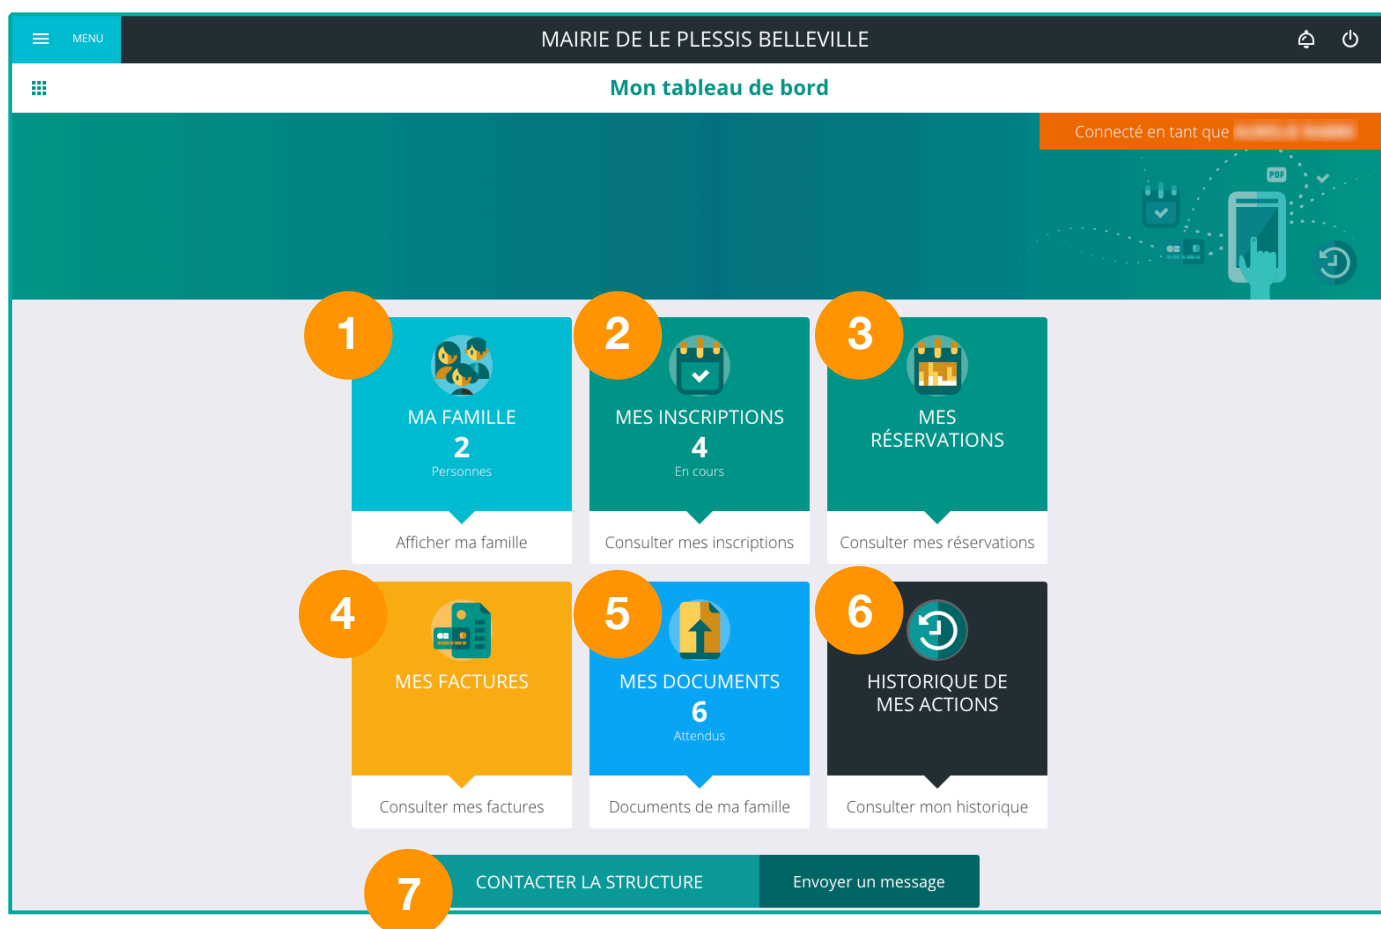 MENU
MAIRIE DE LE PLESSIS BELLEVILLE
Mon tableau de bord
Connecté en tant que
PDF
1
2
3
MA FAMILLE
2
Personnes
Afficher ma famille
MES INSCRIPTIONS
4
En cours
Consulter mes inscriptions
MES
RÉSERVATIONS
Consulter mes réservations
4
5
6
MES FACTURES
Consulter mes factures
MES DOCUMENTS
6
Attendus
Documents de ma famille
HISTORIQUE DE
MES ACTIONS
Consulter mon historique
7
CONTACTER LA STRUCTURE
Envoyer un message